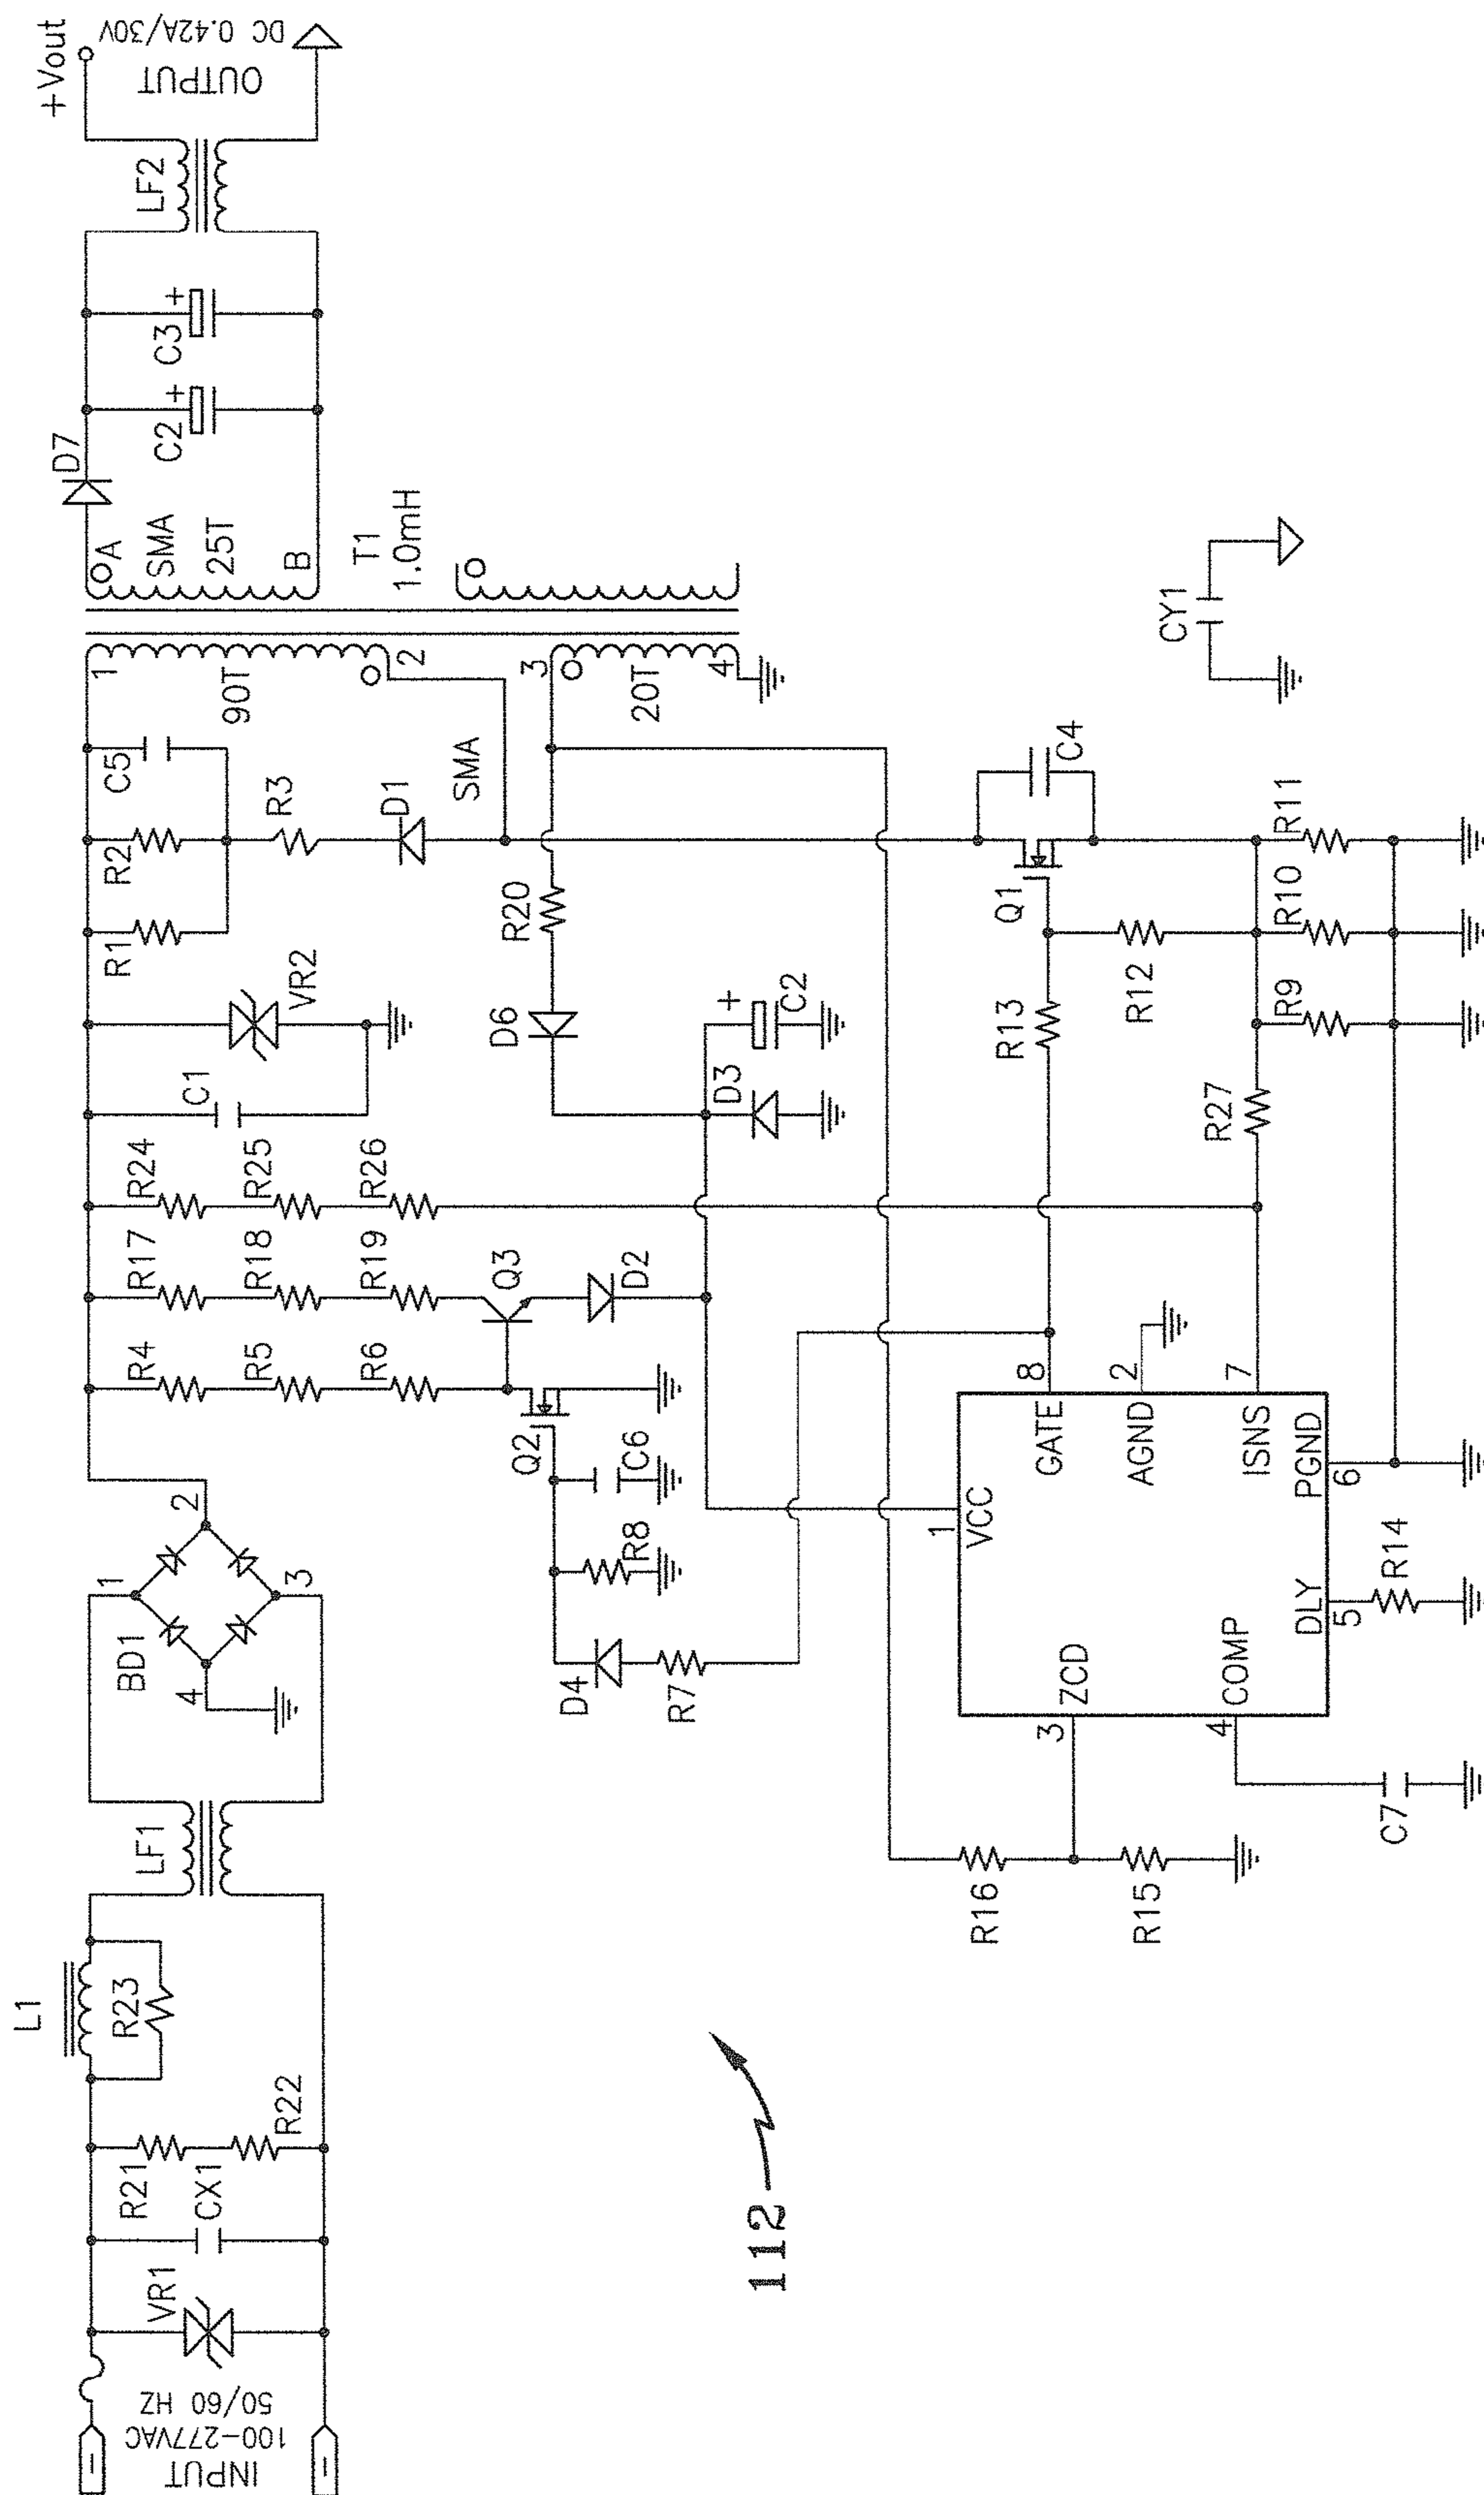 INPUT
100-277VAC
50/60 HZ
VR1
CX1
R21
R22
L1
R23
LF1
BD1
1
2
3
4
R4
R5
R6
R17
R18
R19
R24
R25
R26
C1
VR2
R1
R2
C5
R3
D1
SMA
90T
1
2
3
4
20T
T1
1.0mH
A
SMA
25T
B
D7
C2
+
C3
+
LF2
+Vout
OUTPUT
DC 0.42A/30V
Q3
D2
Q2
C6
R8
D4
R7
D6
R20
D3
+
C2
R16
R15
C7
1
VCC
3
ZCD
4
COMP
5
DLY
6
PGND
7
ISNS
2
AGND
8
GATE
R14
R13
R12
Q1
C4
R27
R9
R10
R11
CY1
112